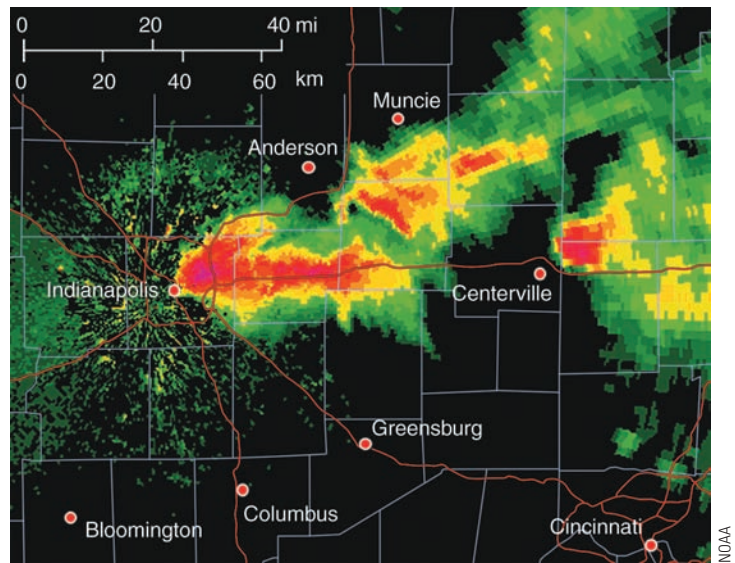 0 20 40 mi
0 20 40 60 km
Muncie
Anderson
Indianapolis
Centerville
Greensburg
Columbus
Bloomington
Cincinnati
NOAA